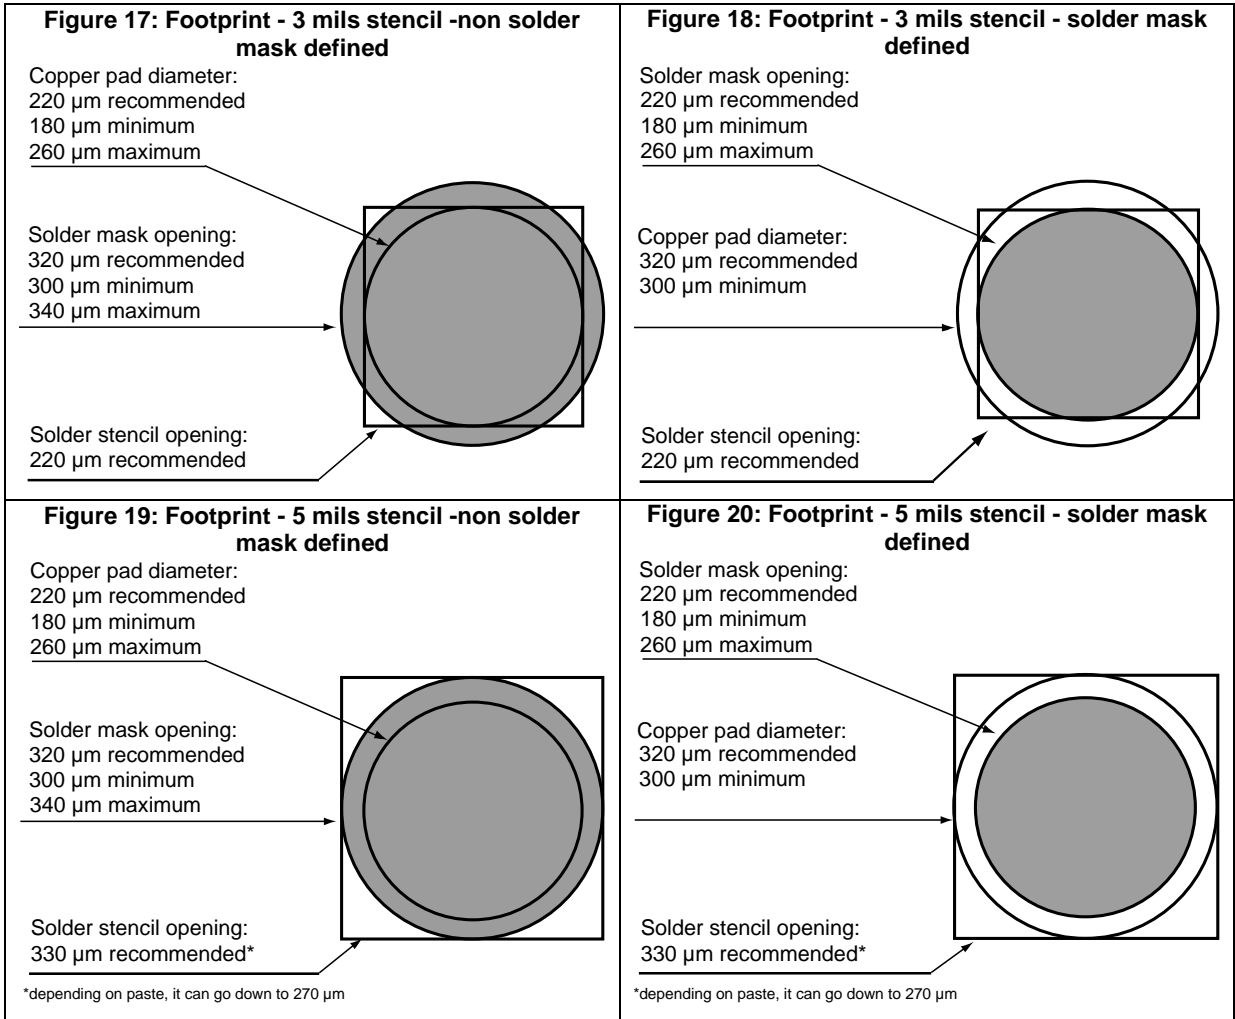 Figure 17: Footprint - 3 mils stencil -non solder
mask defined
Copper pad diameter:
220 µm recommended
180 µm minimum
260 µm maximum
Solder mask opening:
320 µm recommended
300 µm minimum
340 µm maximum
Solder stencil opening:
220 µm recommended
Figure 18: Footprint - 3 mils stencil - solder mask
defined
Solder mask opening:
220 µm recommended
180 µm minimum
260 µm maximum
Copper pad diameter:
320 µm recommended
300 µm minimum
Solder stencil opening:
220 µm recommended
Figure 19: Footprint - 5 mils stencil -non solder
mask defined
Copper pad diameter:
220 µm recommended
180 µm minimum
260 µm maximum
Solder mask opening:
320 µm recommended
300 µm minimum
340 µm maximum
Solder stencil opening:
330 µm recommended*
*depending on paste, it can go down to 270 µm
Figure 20: Footprint - 5 mils stencil - solder mask
defined
Solder mask opening:
220 µm recommended
180 µm minimum
260 µm maximum
Copper pad diameter:
320 µm recommended
300 µm minimum
Solder stencil opening:
330 µm recommended*
*depending on paste, it can go down to 270 µm